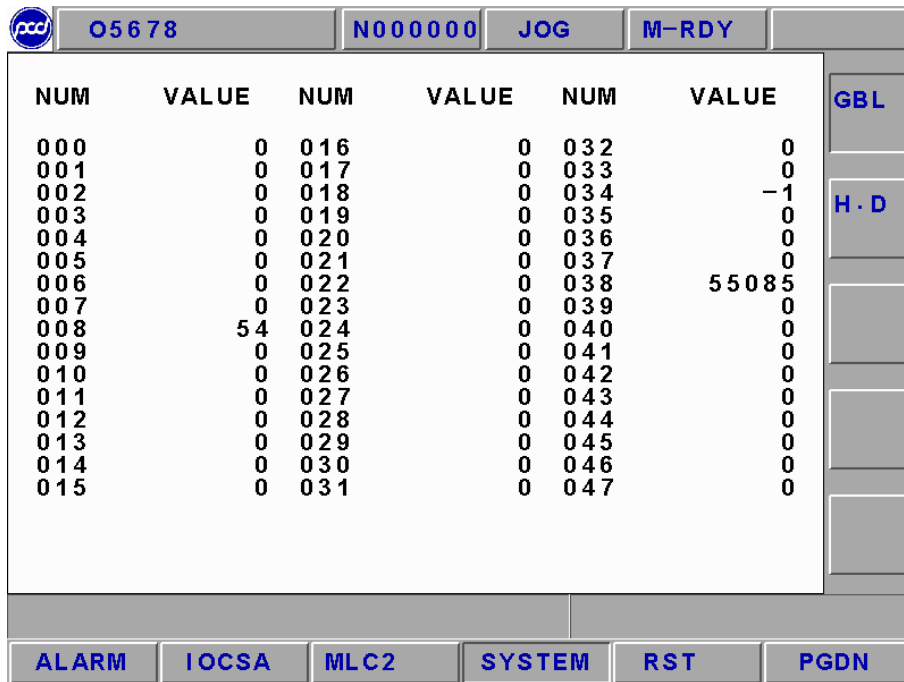 pcd O5678 N000000 JOG M-RDY
NUM VALUE NUM VALUE NUM VALUE
GBL
000 0 016 0 032 0
001 0 017 0 033 0
002 0 018 0 034 -1
H.D
003 0 019 0 035 0
004 0 020 0 036 0
005 0 021 0 037 0
006 0 022 0 038 55085
007 0 023 0 039 0
008 54 024 0 040 0
009 0 025 0 041 0
010 0 026 0 042 0
011 0 027 0 043 0
012 0 028 0 044 0
013 0 029 0 045 0
014 0 030 0 046 0
015 0 031 0 047 0
ALARM IOCSA MLC2 SYSTEM RST PGDN